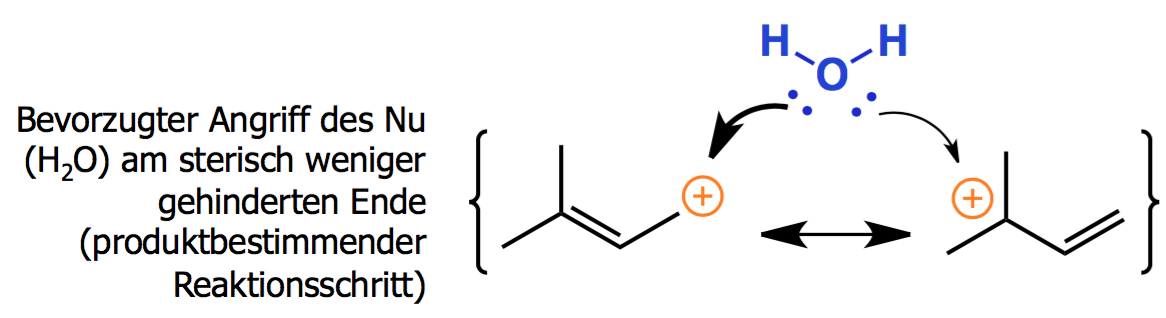 H H
O
Bevorzugter Angriff des Nu
(H₂O) am sterisch weniger
gehinderten Ende
(produktbestimmender
Reaktionsschritt)
+ +